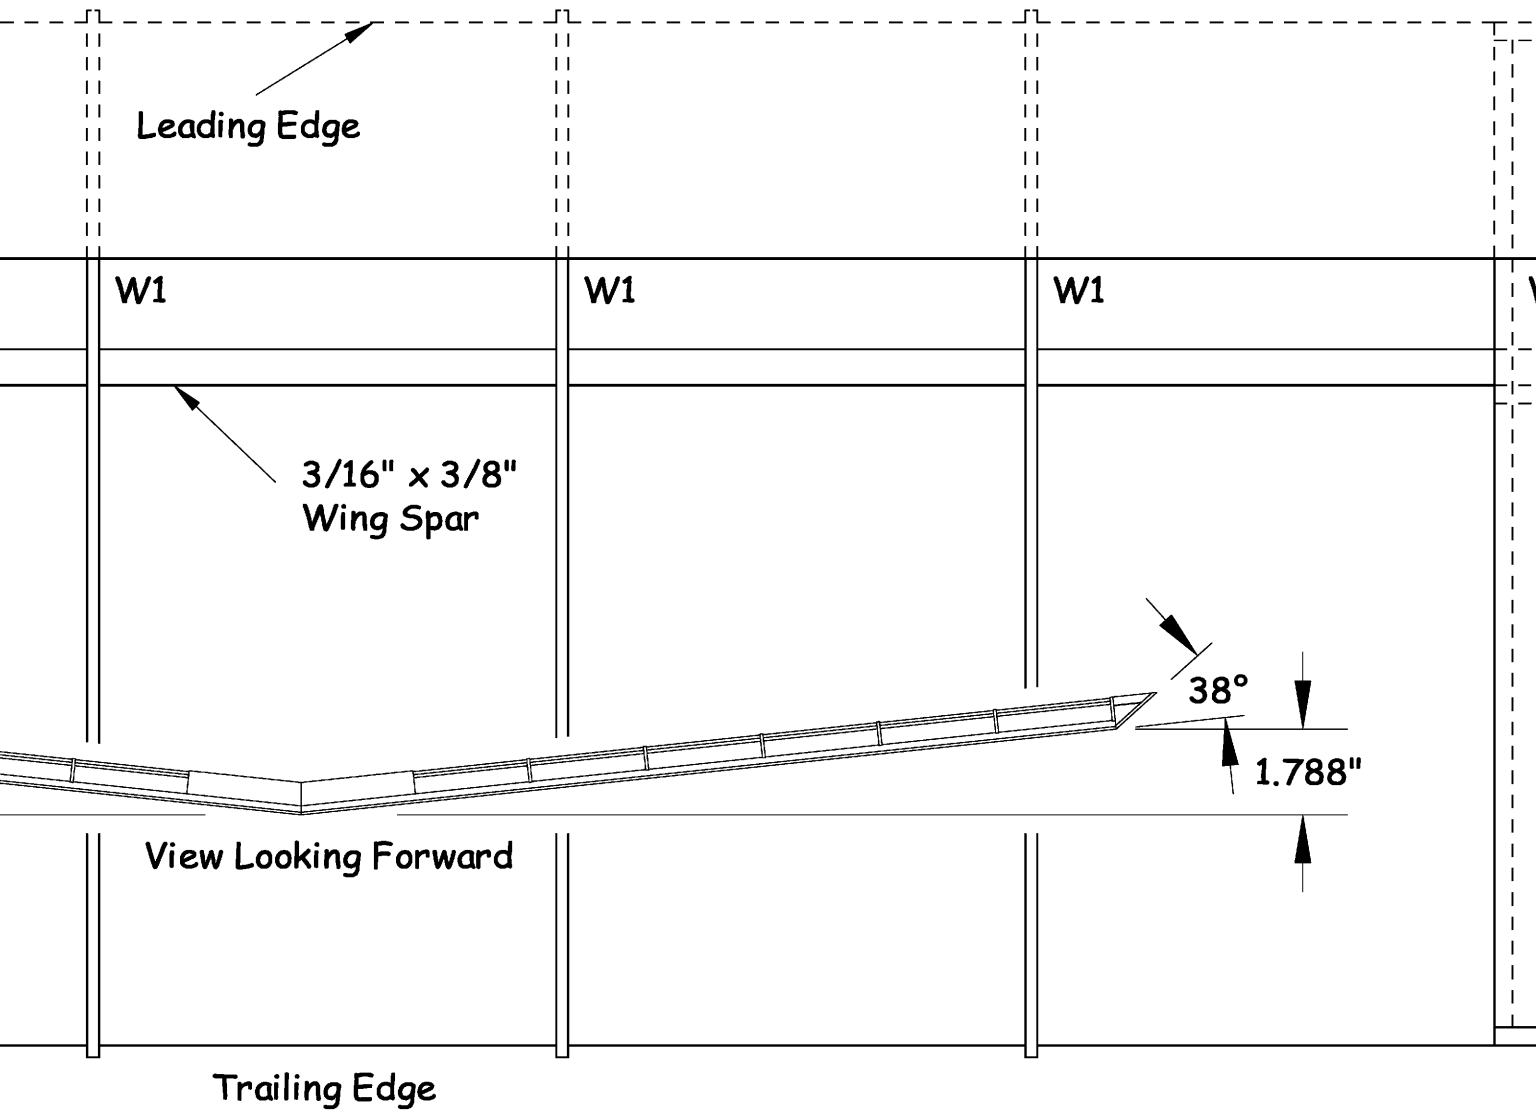 Leading Edge
W1
W1
W1
3/16" x 3/8"
Wing Spar
38°
1.788"
View Looking Forward
Trailing Edge